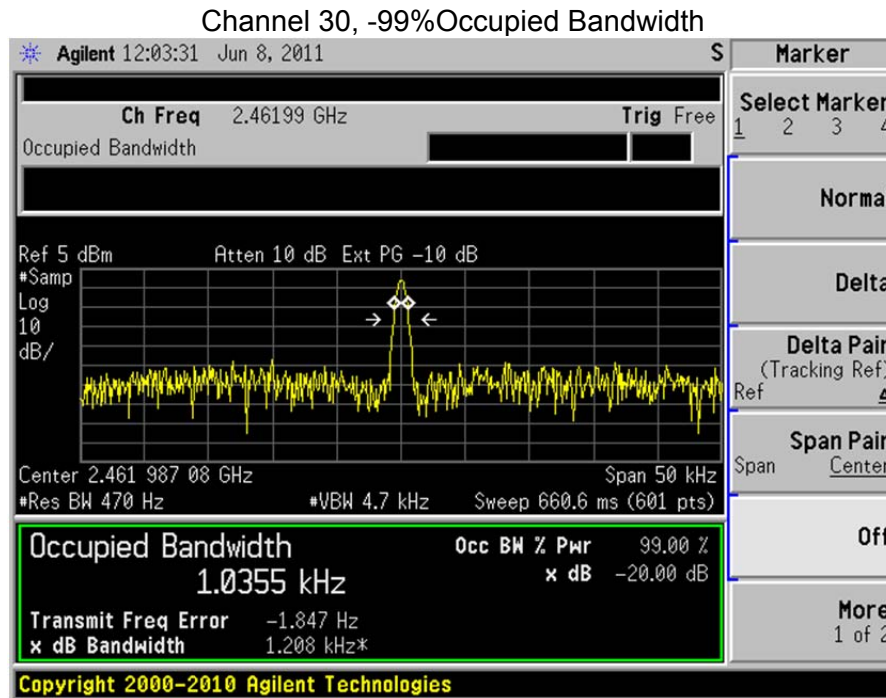 Channel 30, -99%Occupied Bandwidth
Agilent 12:03:31 Jun 8, 2011 S
Marker
Ch Freq 2.46199 GHz Trig Free
Occupied Bandwidth
Select Marker
1 2 3 4
Norma
Delta
Delta Pair
(Tracking Ref)
Ref Δ
Span Pair
Span Center
Off
More
1 of 2
Ref 5 dBm Atten 10 dB Ext PG -10 dB
#Samp
Log
10
dB/
Center 2.461 987 08 GHz Span 50 kHz
#Res BW 470 Hz #VBW 4.7 kHz Sweep 660.6 ms (601 pts)
Occupied Bandwidth
1.0355 kHz
Occ BW % Pwr 99.00 %
x dB -20.00 dB
Transmit Freq Error -1.847 Hz
x dB Bandwidth 1.208 kHz*
Copyright 2000-2010 Agilent Technologies